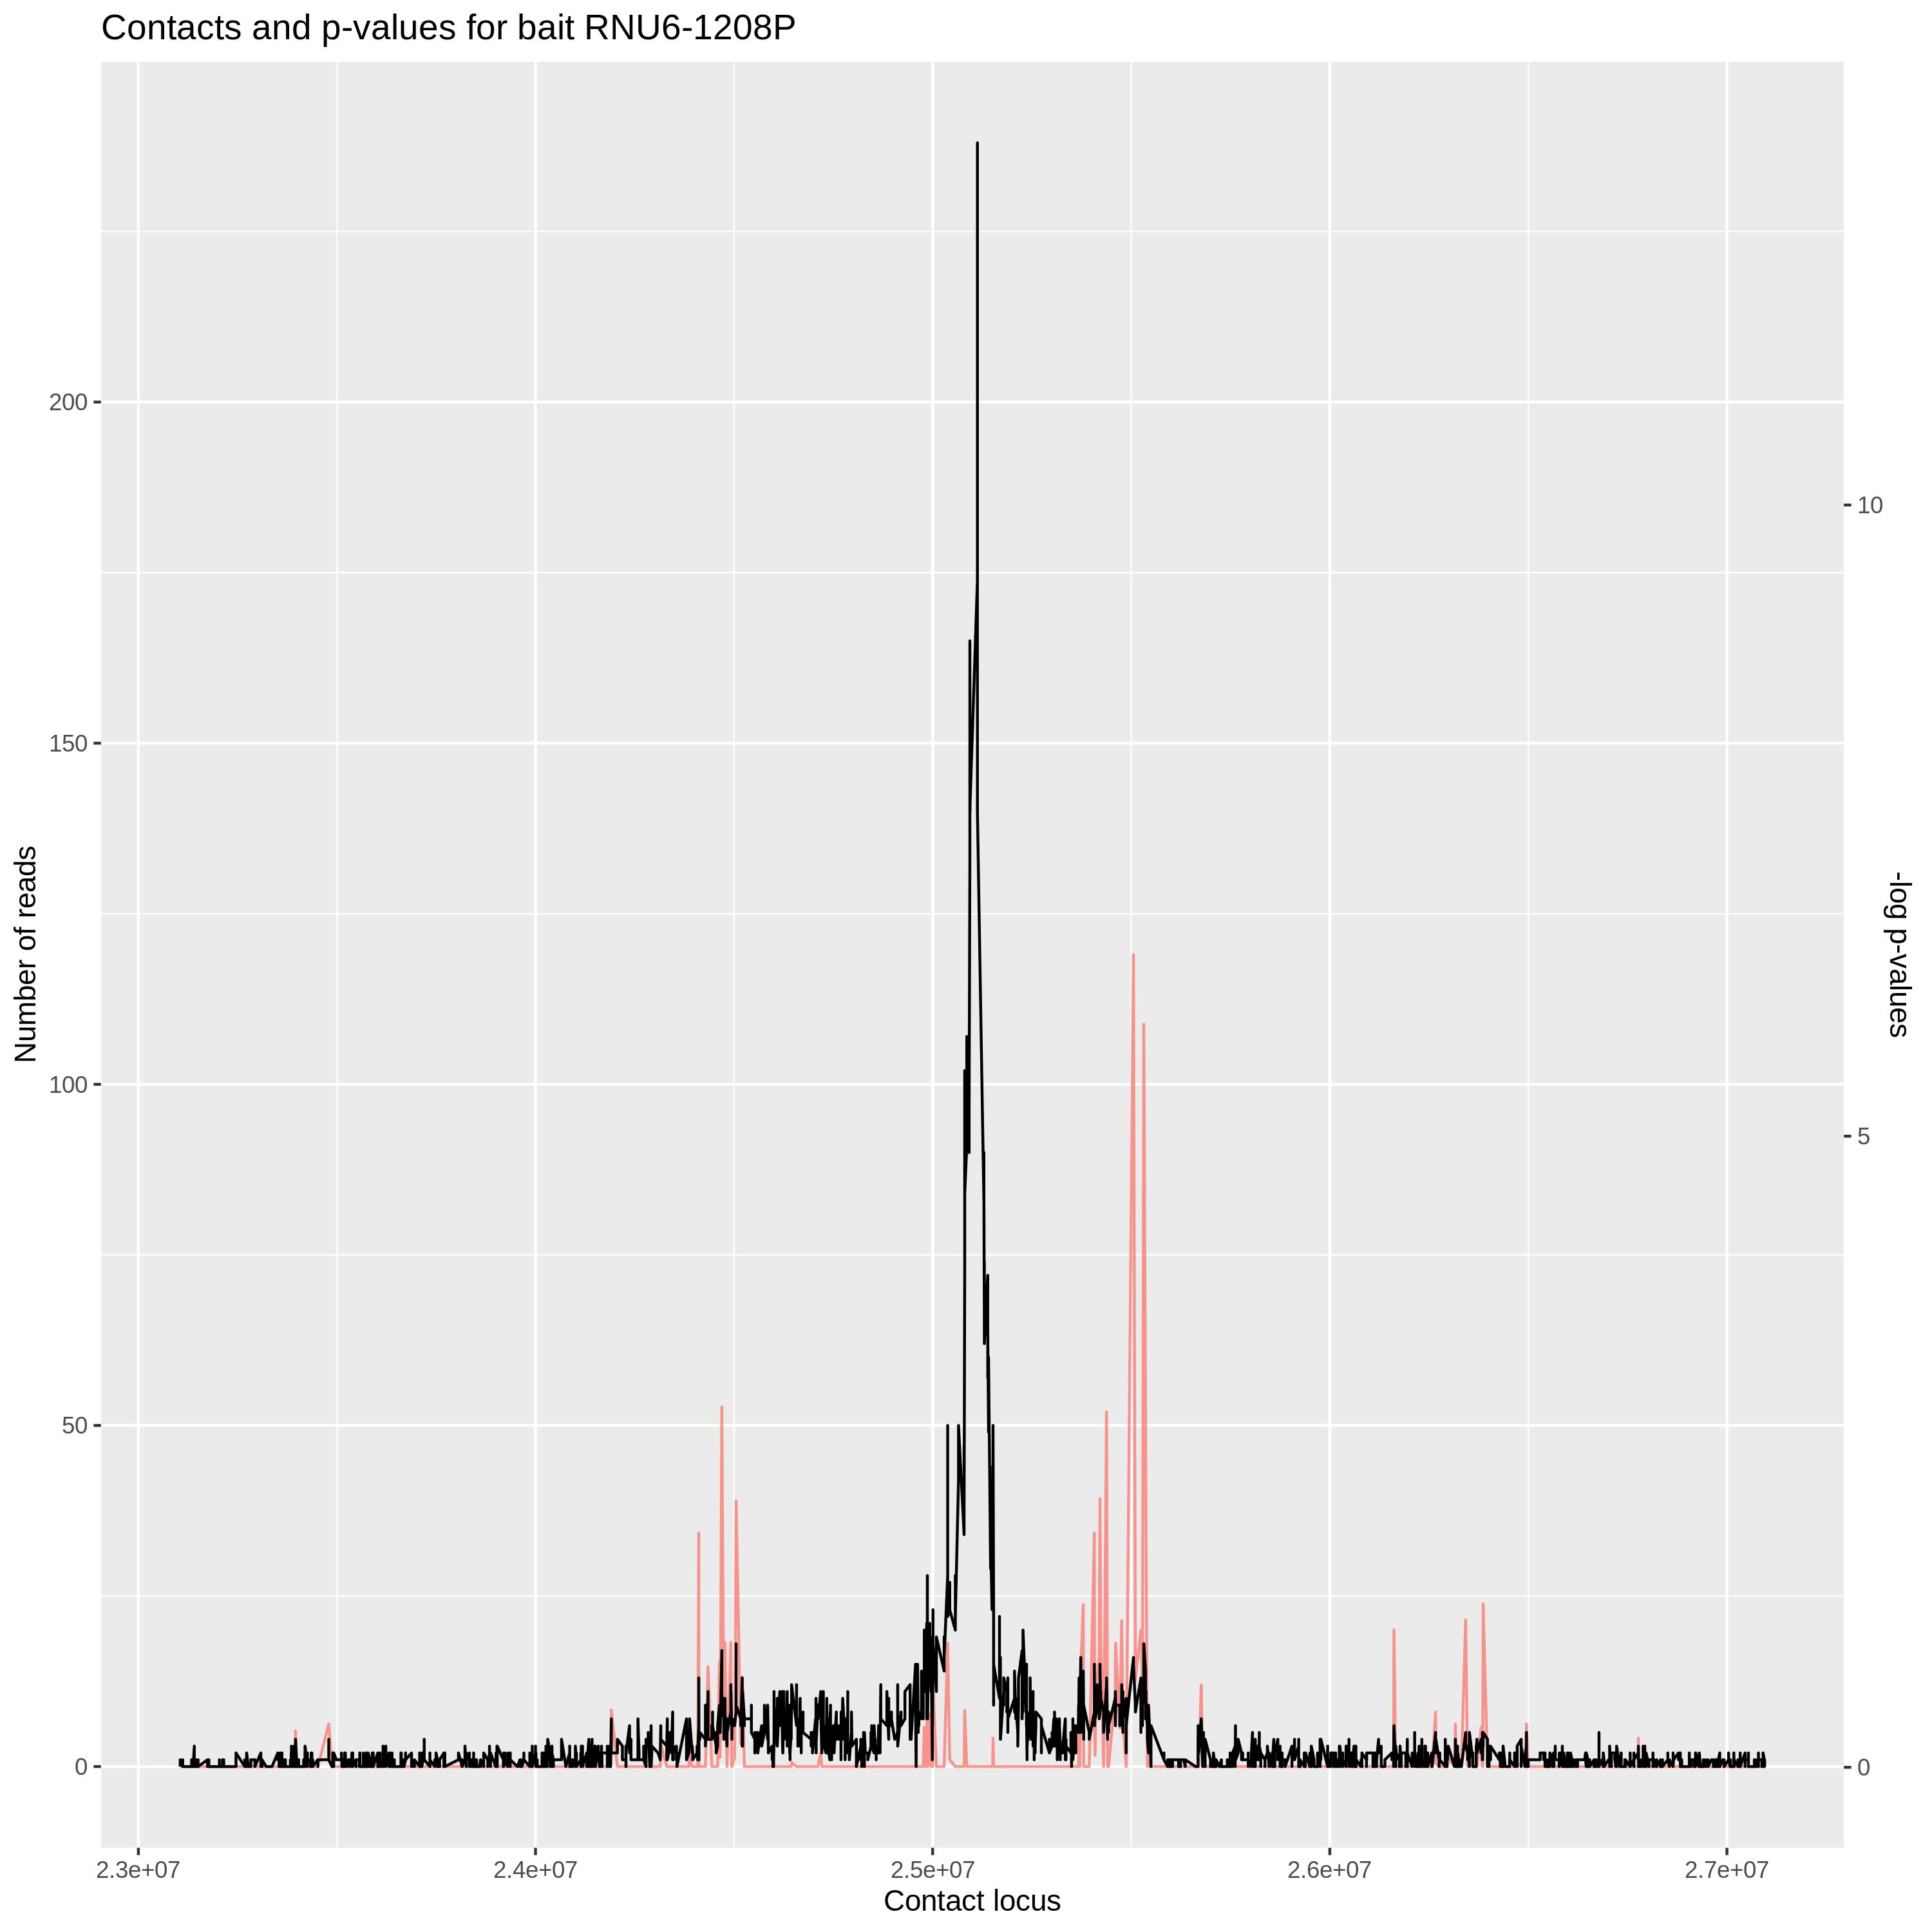 Contacts and p-values for bait RNU6-1208P
200
150
100
50
0
Number of reads
10
5
0
-log p-values
2.3e+07
2.4e+07
2.5e+07
2.6e+07
2.7e+07
Contact locus